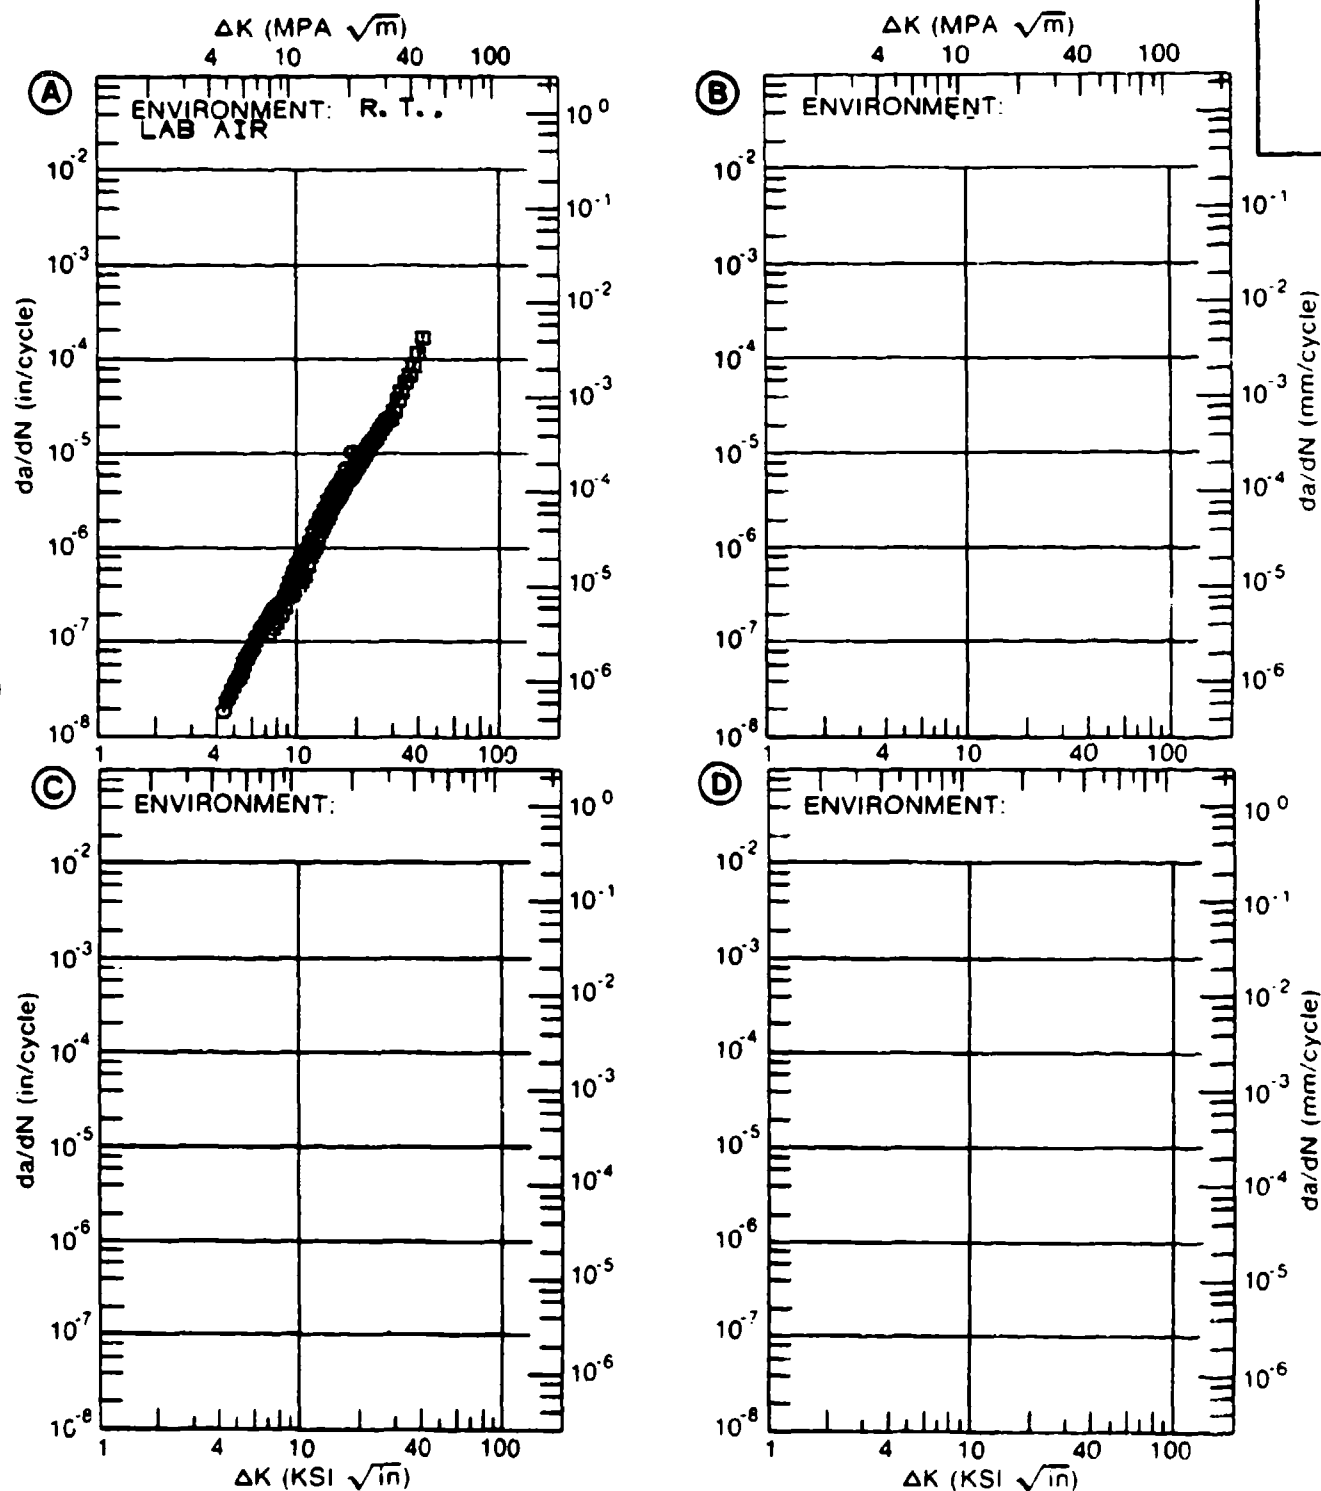 ΔK (MPA √m) ΔK (MPA √m)
4 10 40 100 4 10 40 100
A B
ENVIRONMENT: R.T., ENVIRONMENT:
LAB AIR
10^0
10^-2 10^-2
10^-1 10^-1
10^-3 10^-3
10^-2 10^-2
10^-4 10^-4
10^-3 10^-3
10^-5 10^-5
10^-4 10^-4
10^-6 10^-6
10^-5 10^-5
10^-7 10^-7
10^-6 10^-6
10^-8 10^-8
da/dN (in/cycle) da/dN (mm/cycle)
1 4 10 40 100 1 4 10 40 100
C D
ENVIRONMENT: ENVIRONMENT:
10^0 10^0
10^-2 10^-2
10^-1 10^-1
10^-3 10^-3
10^-2 10^-2
10^-4 10^-4
10^-3 10^-3
10^-5 10^-5
10^-4 10^-4
10^-6 10^-6
10^-5 10^-5
10^-7 10^-7
10^-6 10^-6
10^-8 10^-8
da/dN (in/cycle) da/dN (mm/cycle)
1 4 10 40 100 1 4 10 40 100
ΔK (KSI √in) ΔK (KSI √in)